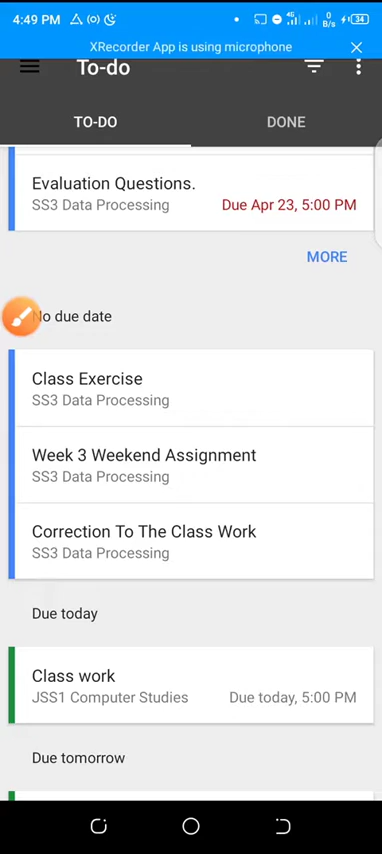 4:49 PM
4G
0
B/s
34
XRecorder App is using microphone
To-do
TO-DO
DONE
Evaluation Questions.
SS3 Data Processing
Due Apr 23, 5:00 PM
MORE
No due date
Class Exercise
SS3 Data Processing
Week 3 Weekend Assignment
SS3 Data Processing
Correction To The Class Work
SS3 Data Processing
Due today
Class work
JSS1 Computer Studies
Due today, 5:00 PM
Due tomorrow